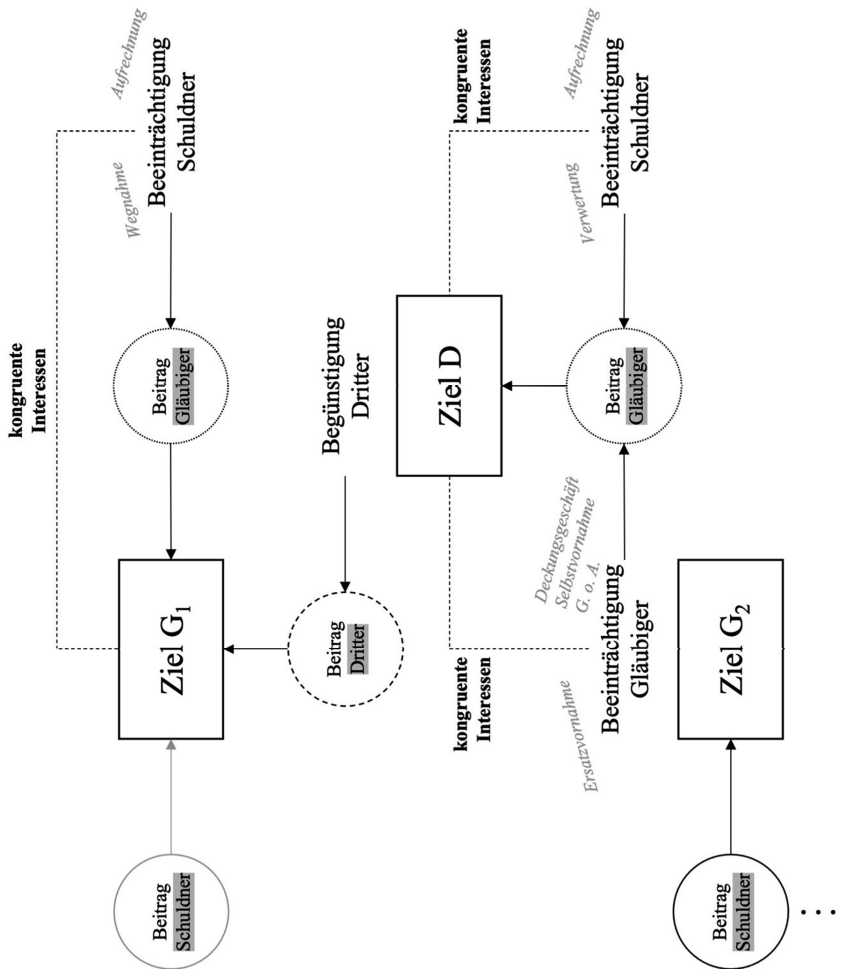 kongruente
Interessen
Beitrag
Schuldner
Ziel G₁
Beitrag
Gläubiger
Wegnahme
Aufrechnung
Beeinträchtigung
Schuldner
Beitrag
Dritter
Begünstigung
Dritter
kongruente
Interessen
Ziel D
kongruente
Interessen
Ersatzvornahme
Deckungsgeschäft
Selbstvornahme
G. o. A.
Beeinträchtigung
Gläubiger
Beitrag
Gläubiger
Verwertung
Aufrechnung
Beeinträchtigung
Schuldner
Beitrag
Schuldner
Ziel G₂
...